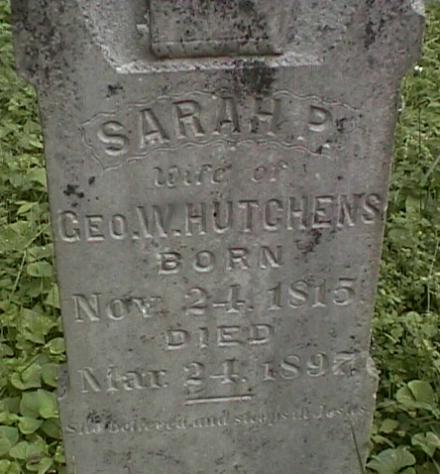 SARAH P.
Wife of
GEO. W. HUTCHENS
BORN
Nov. 24, 1815
DIED
Mar. 24, 1897
She believed and sleeps in Jesus